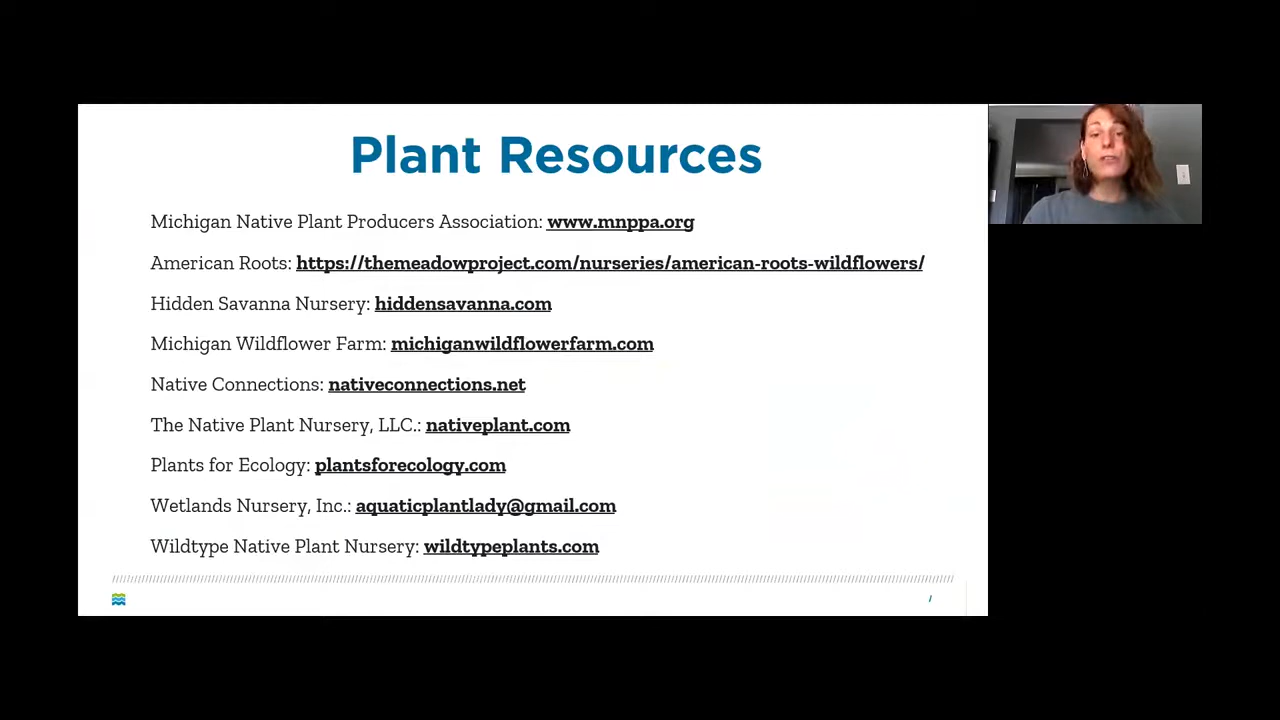 Plant Resources
Michigan Native Plant Producers Association: www.mnppa.org
American Roots: https://themeadowproject.com/nurseries/american-roots-wildflowers/
Hidden Savanna Nursery: hiddensavanna.com
Michigan Wildflower Farm: michiganwildflowerfarm.com
Native Connections: nativeconnections.net
The Native Plant Nursery, LLC.: nativeplant.com
Plants for Ecology: plantsforecology.com
Wetlands Nursery, Inc.: aquaticplantlady@gmail.com
Wildtype Native Plant Nursery: wildtypeplants.com